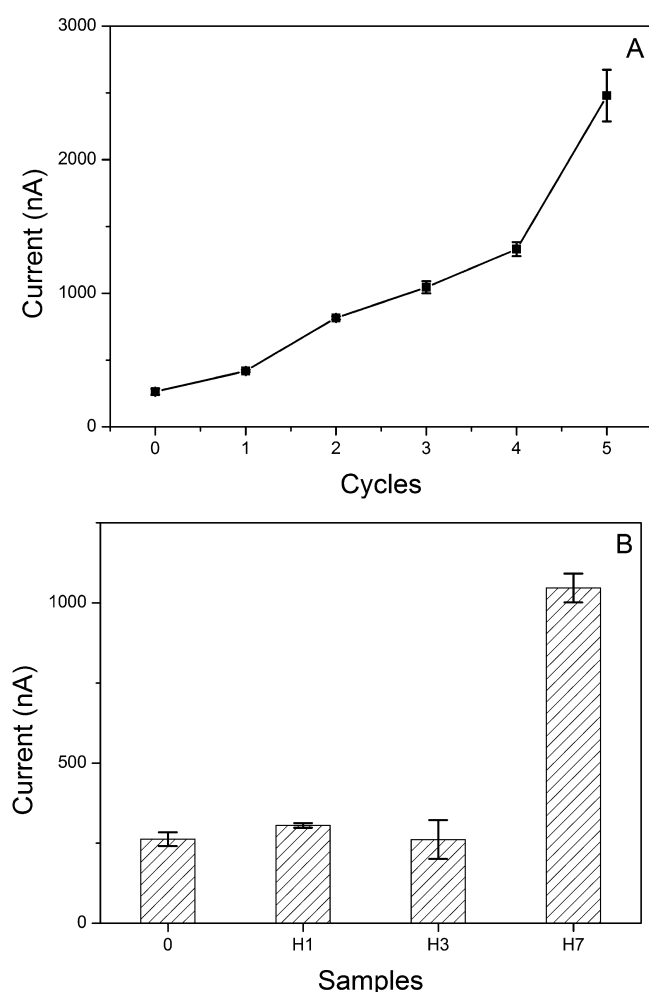 A
3000
2000
1000
0
Current (nA)
0 1 2 3 4 5
Cycles
B
1000
500
0
Current (nA)
0 H1 H3 H7
Samples